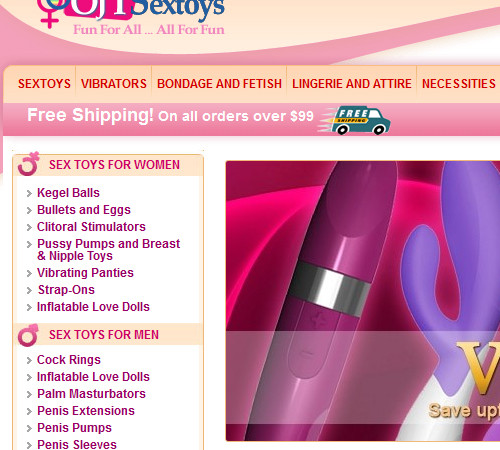 Sextoys
Fun For All ... All For Fun
SEXTOYS VIBRATORS BONDAGE AND FETISH LINGERIE AND ATTIRE NECESSITIES
Free Shipping! On all orders over $99 FREE
SHIPPING
SEX TOYS FOR WOMEN
Kegel Balls
Bullets and Eggs
Clitoral Stimulators
Pussy Pumps and Breast
& Nipple Toys
Vibrating Panties
Strap-Ons
Inflatable Love Dolls
SEX TOYS FOR MEN
Cock Rings
Inflatable Love Dolls
Palm Masturbators
Penis Extensions
Penis Pumps
Penis Sleeves
V
Save upt